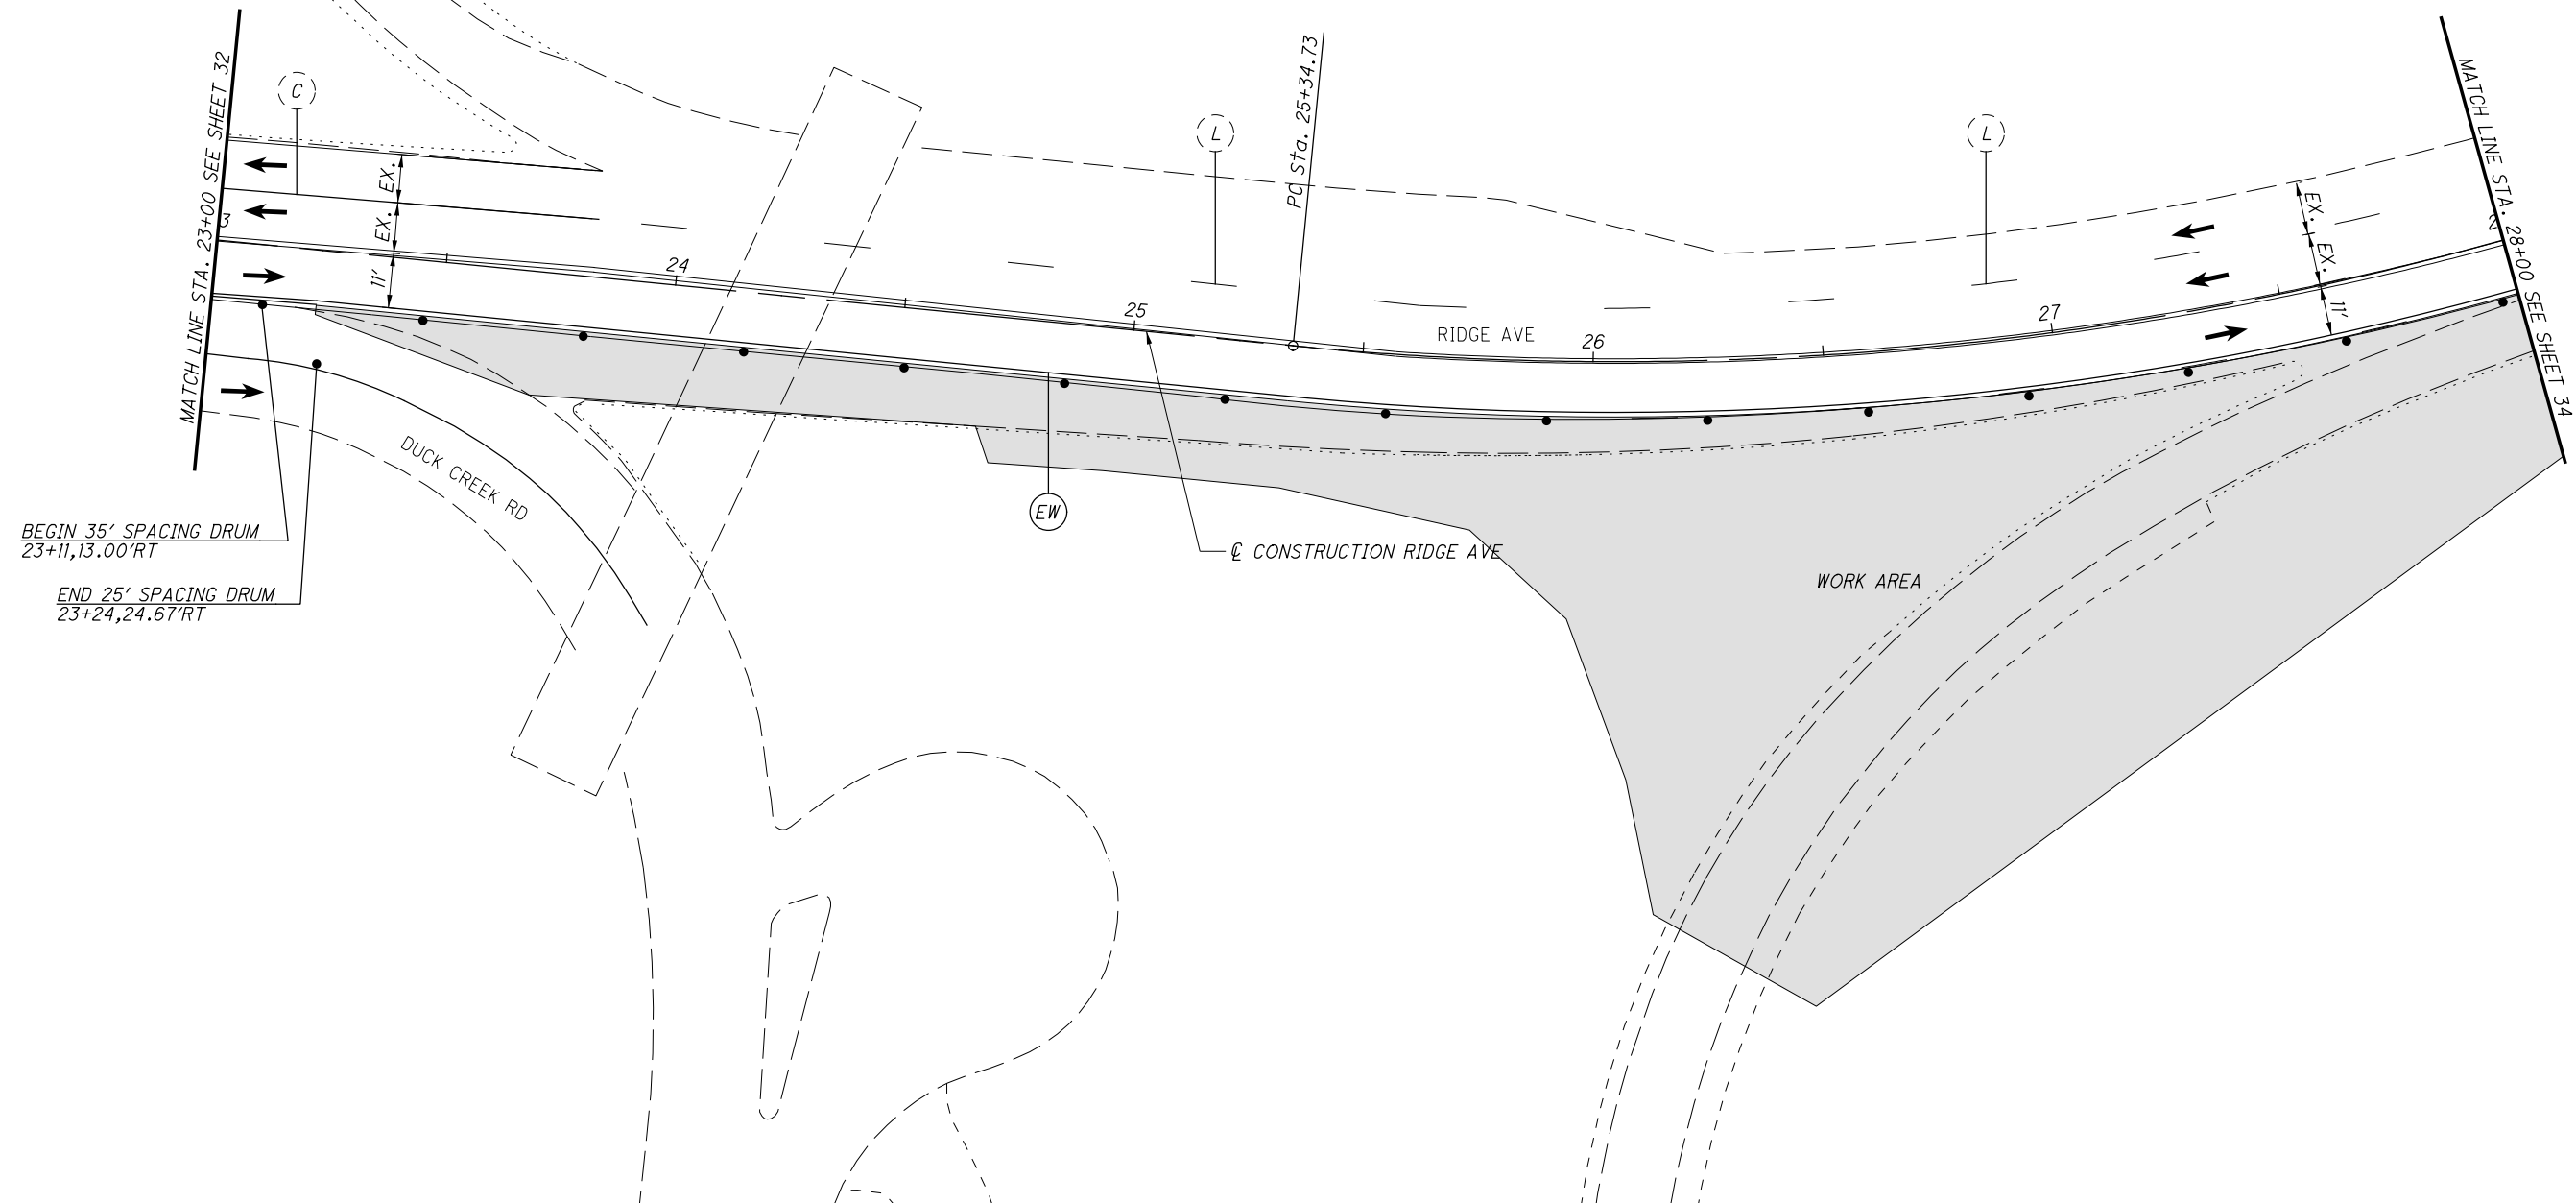 MATCH LINE STA. 23+00 SEE SHEET 32
C
EX.
EX.
11'
3
24
25
PC Sta. 25+34.73
L
L
RIDGE AVE
26
27
EX.
EX.
11'
2
MATCH LINE STA. 28+00 SEE SHEET 34
DUCK CREEK RD
BEGIN 35' SPACING DRUM
23+11,13.00'RT
END 25' SPACING DRUM
23+24,24.67'RT
EW
℄ CONSTRUCTION RIDGE AVE
WORK AREA